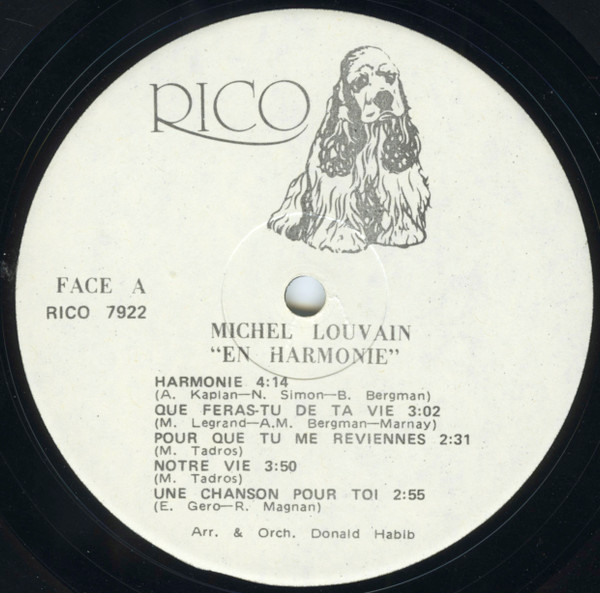 RICO
FACE A
RICO 7922
MICHEL LOUVAIN
“EN HARMONIE”
HARMONIE 4:14
(A. Kaplan—N. Simon—B. Bergman)
QUE FERAS-TU DE TA VIE 3:02
(M. Legrand—A.M. Bergman—Marnay)
POUR QUE TU ME REVIENNES 2:31
(M. Tadros)
NOTRE VIE 3:50
(M. Tadros)
UNE CHANSON POUR TOI 2:55
(E. Gero—R. Magnan)
Arr. & Orch. Donald Habib